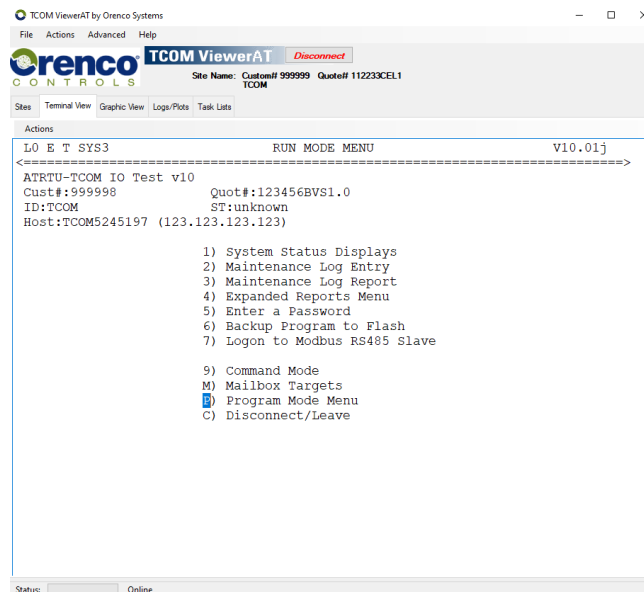 TCOM ViewerAT by Orenco Systems
File Actions Advanced Help
Orenco CONTROLS
TCOM ViewerAT Disconnect
Site Name: Custom# 999999 Quote# 112233CEL1
TCOM
Sites Terminal View Graphic View Logs/Plots Task Lists
Actions
L0 E T SYS3 RUN MODE MENU V10.01j
<==============================================================================>
ATRTU-TCOM IO Test v10
Cust#:999998 Quot#:123456BVS1.0
ID:TCOM ST:unknown
Host:TCOM5245197 (123.123.123.123)
1) System Status Displays
2) Maintenance Log Entry
3) Maintenance Log Report
4) Expanded Reports Menu
5) Enter a Password
6) Backup Program to Flash
7) Logon to Modbus RS485 Slave
9) Command Mode
M) Mailbox Targets
P) Program Mode Menu
C) Disconnect/Leave
Status: Online